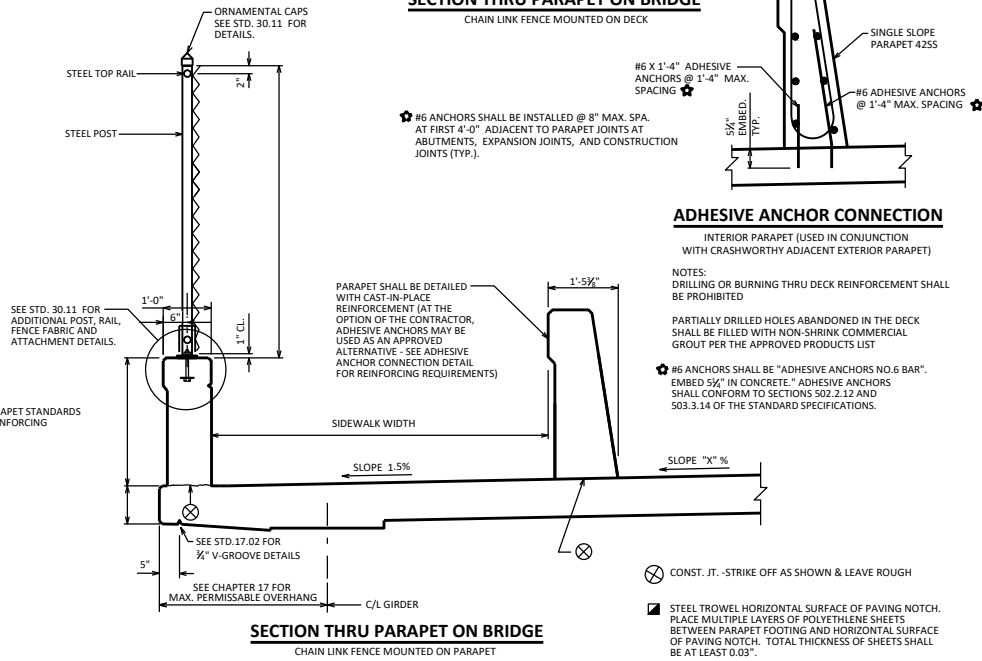 SECTION THRU PARAPET ON BRIDGE
CHAIN LINK FENCE MOUNTED ON DECK
ORNAMENTAL CAPS
SEE STD. 30.11 FOR
DETAILS.
STEEL TOP RAIL
2"
STEEL POST
#6 ANCHORS SHALL BE INSTALLED @ 8" MAX. SPA.
AT FIRST 4'-0" ADJACENT TO PARAPET JOINTS AT
ABUTMENTS, EXPANSION JOINTS, AND CONSTRUCTION
JOINTS (TYP.).
SINGLE SLOPE
PARAPET 42SS
#6 X 1'-4" ADHESIVE
ANCHORS @ 1'-4" MAX.
SPACING
#6 ADHESIVE ANCHORS
@ 1'-4" MAX. SPACING
5¼"
EMBED.
TYP.
ADHESIVE ANCHOR CONNECTION
INTERIOR PARAPET (USED IN CONJUNCTION
WITH CRASHWORTHY ADJACENT EXTERIOR PARAPET)
NOTES:
DRILLING OR BURNING THRU DECK REINFORCEMENT SHALL
BE PROHIBITED
PARTIALLY DRILLED HOLES ABANDONED IN THE DECK
SHALL BE FILLED WITH NON-SHRINK COMMERCIAL
GROUT PER THE APPROVED PRODUCTS LIST
#6 ANCHORS SHALL BE "ADHESIVE ANCHORS NO.6 BAR".
EMBED 5¼" IN CONCRETE." ADHESIVE ANCHORS
SHALL CONFORM TO SECTIONS 502.2.12 AND
503.3.14 OF THE STANDARD SPECIFICATIONS.
SEE STD. 30.11 FOR
ADDITIONAL POST, RAIL,
FENCE FABRIC AND
ATTACHMENT DETAILS.
1'-0"
6"
1" CL.
PARAPET SHALL BE DETAILED
WITH CAST-IN-PLACE
REINFORCEMENT (AT THE
OPTION OF THE CONTRACTOR,
ADHESIVE ANCHORS MAY BE
USED AS AN APPROVED
ALTERNATIVE - SEE ADHESIVE
ANCHOR CONNECTION DETAIL
FOR REINFORCING REQUIREMENTS)
1'-5⅜"
APET STANDARDS
NFORCING
SIDEWALK WIDTH
SLOPE 1.5%
SLOPE "X" %
SEE STD.17.02 FOR
¾" V-GROOVE DETAILS
5"
SEE CHAPTER 17 FOR
MAX. PERMISSABLE OVERHANG
C/L GIRDER
SECTION THRU PARAPET ON BRIDGE
CHAIN LINK FENCE MOUNTED ON PARAPET
CONST. JT. -STRIKE OFF AS SHOWN & LEAVE ROUGH
STEEL TROWEL HORIZONTAL SURFACE OF PAVING NOTCH.
PLACE MULTIPLE LAYERS OF POLYETHYLENE SHEETS
BETWEEN PARAPET FOOTING AND HORIZONTAL SURFACE
OF PAVING NOTCH. TOTAL THICKNESS OF SHEETS SHALL
BE AT LEAST 0.03".